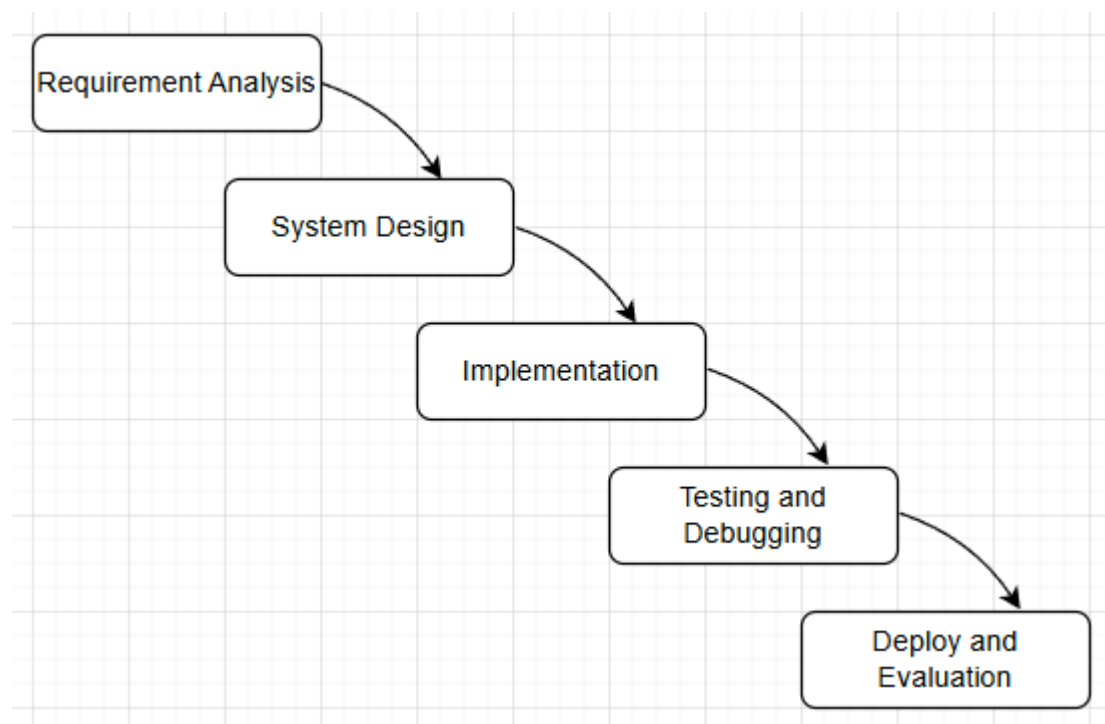 Requirement Analysis
System Design
Implementation
Testing and
Debugging
Deploy and
Evaluation